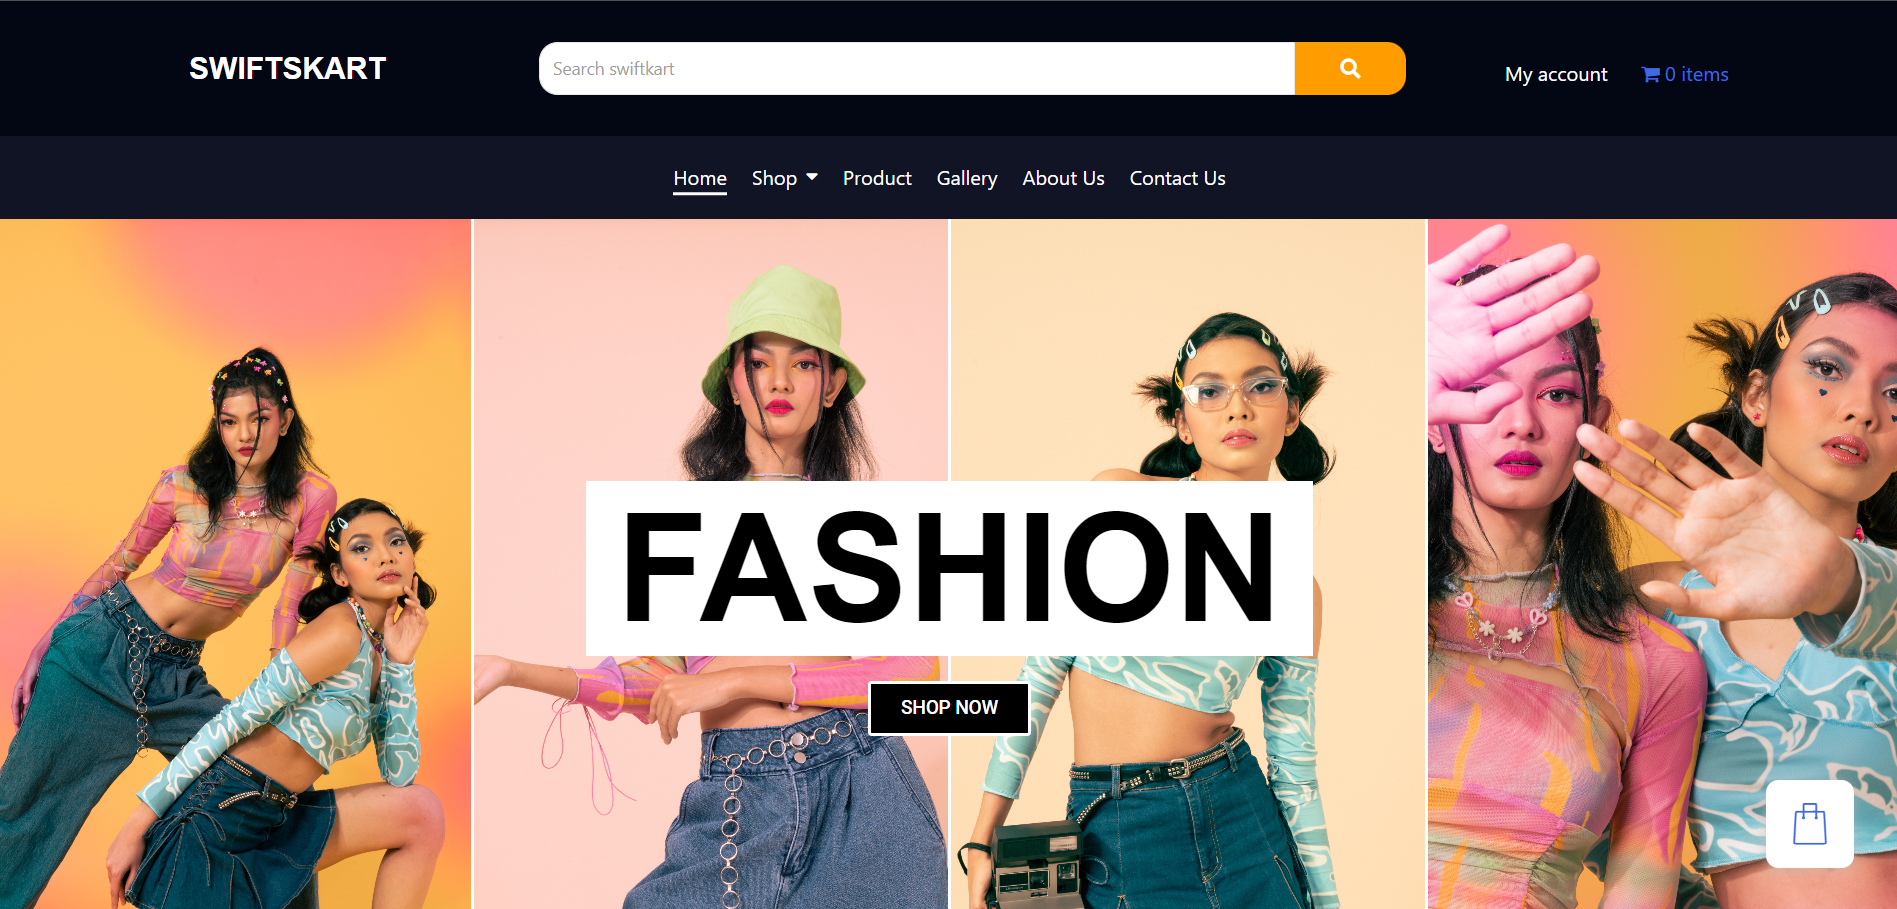 SWIFTSKART
Search swiftkart
My account
0 items
Home Shop Product Gallery About Us Contact Us
FASHION
SHOP NOW